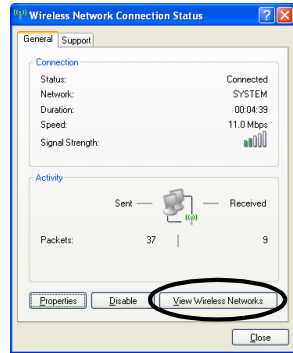 Wireless Network Connection Status
General Support
Connection
Status: Connected
Network: SYSTEM
Duration: 00:04:39
Speed: 11.0 Mbps
Signal Strength:
Activity
Sent Received
Packets: 37 9
Properties Disable View Wireless Networks
Close